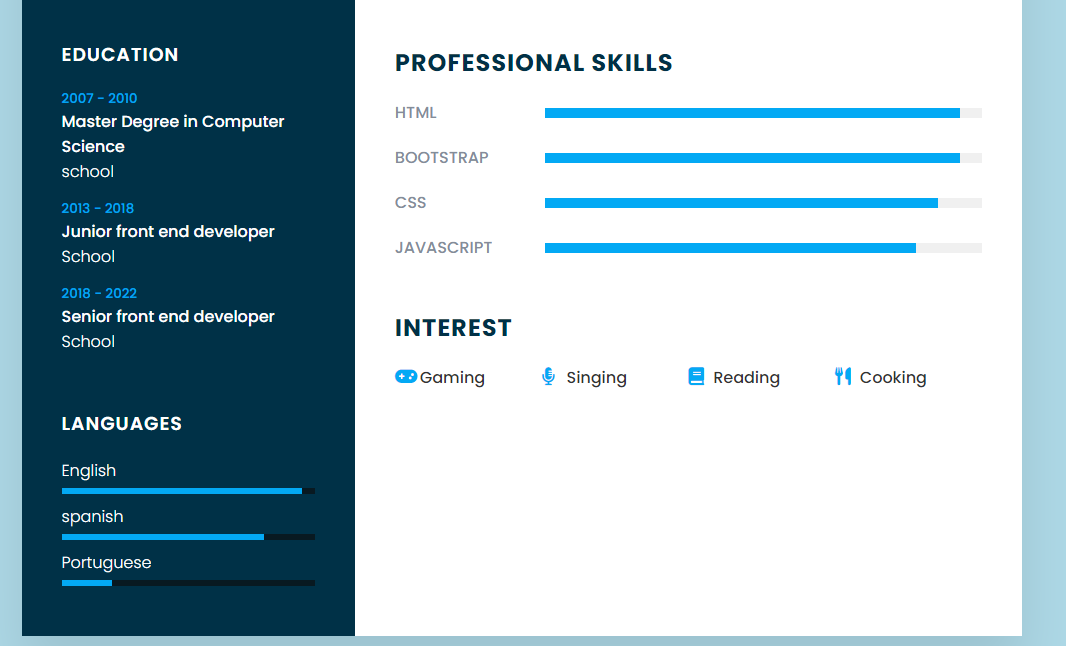 EDUCATION
2007 - 2010
Master Degree in Computer
Science
school
2013 - 2018
Junior front end developer
School
2018 - 2022
Senior front end developer
School
LANGUAGES
English
spanish
Portuguese
PROFESSIONAL SKILLS
HTML
BOOTSTRAP
CSS
JAVASCRIPT
INTEREST
Gaming Singing Reading Cooking